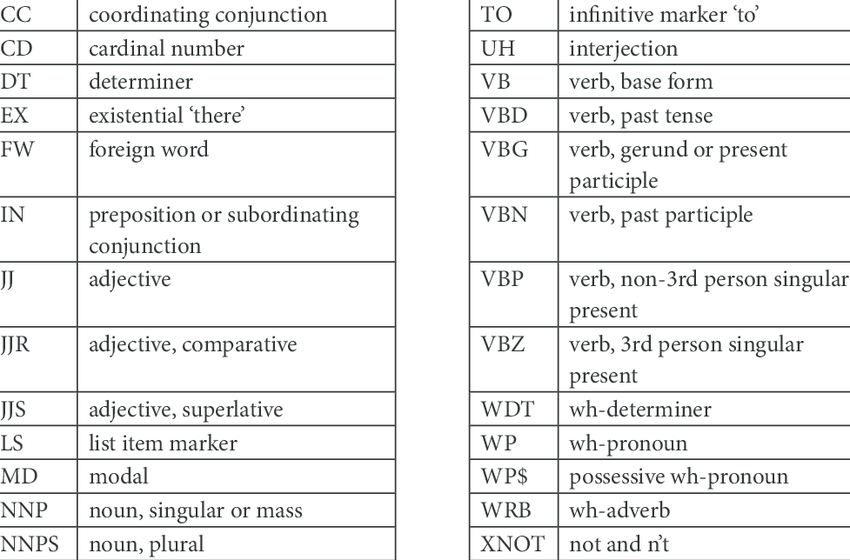 CC coordinating conjunction
CD cardinal number
DT determiner
EX existential ‘there’
FW foreign word
IN preposition or subordinating
conjunction
JJ adjective
JJR adjective, comparative
JJS adjective, superlative
LS list item marker
MD modal
NNP noun, singular or mass
NNPS noun, plural
TO infinitive marker ‘to’
UH interjection
VB verb, base form
VBD verb, past tense
VBG verb, gerund or present
participle
VBN verb, past participle
VBP verb, non-3rd person singular
present
VBZ verb, 3rd person singular
present
WDT wh-determiner
WP wh-pronoun
WP$ possessive wh-pronoun
WRB wh-adverb
XNOT not and n’t